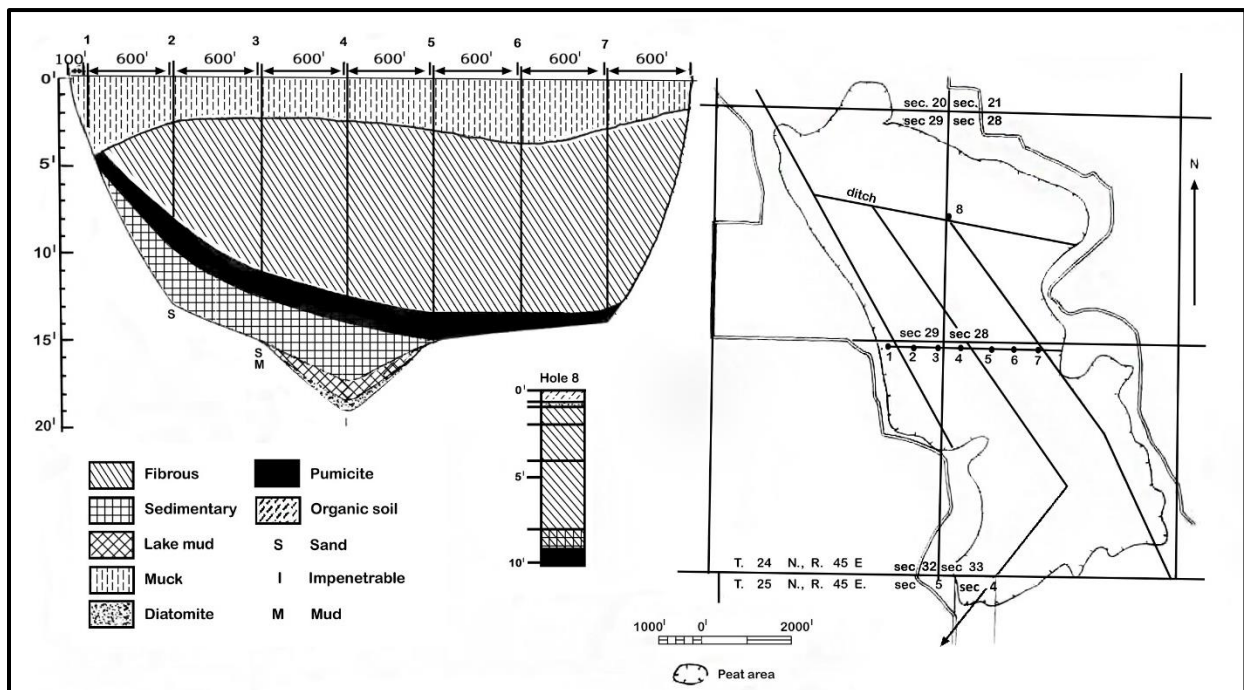 1 2 3 4 5 6 7
100' 600' 600' 600' 600' 600' 600' 600'
0'
5'
10'
15'
20'
S
S
M
I
Hole 8
0'
5'
10'
Fibrous
Sedimentary
Lake mud
Muck
Diatomite
Pumicite
Organic soil
S Sand
I Impenetrable
M Mud
sec. 20 sec. 21
sec 29 sec 28
N
ditch
8
sec 29 sec 28
1 2 3 4 5 6 7
T. 24 N., R. 45 E sec 32 sec 33
T. 25 N., R. 45 E. sec 5 sec 4
1000' 0' 2000'
Peat area